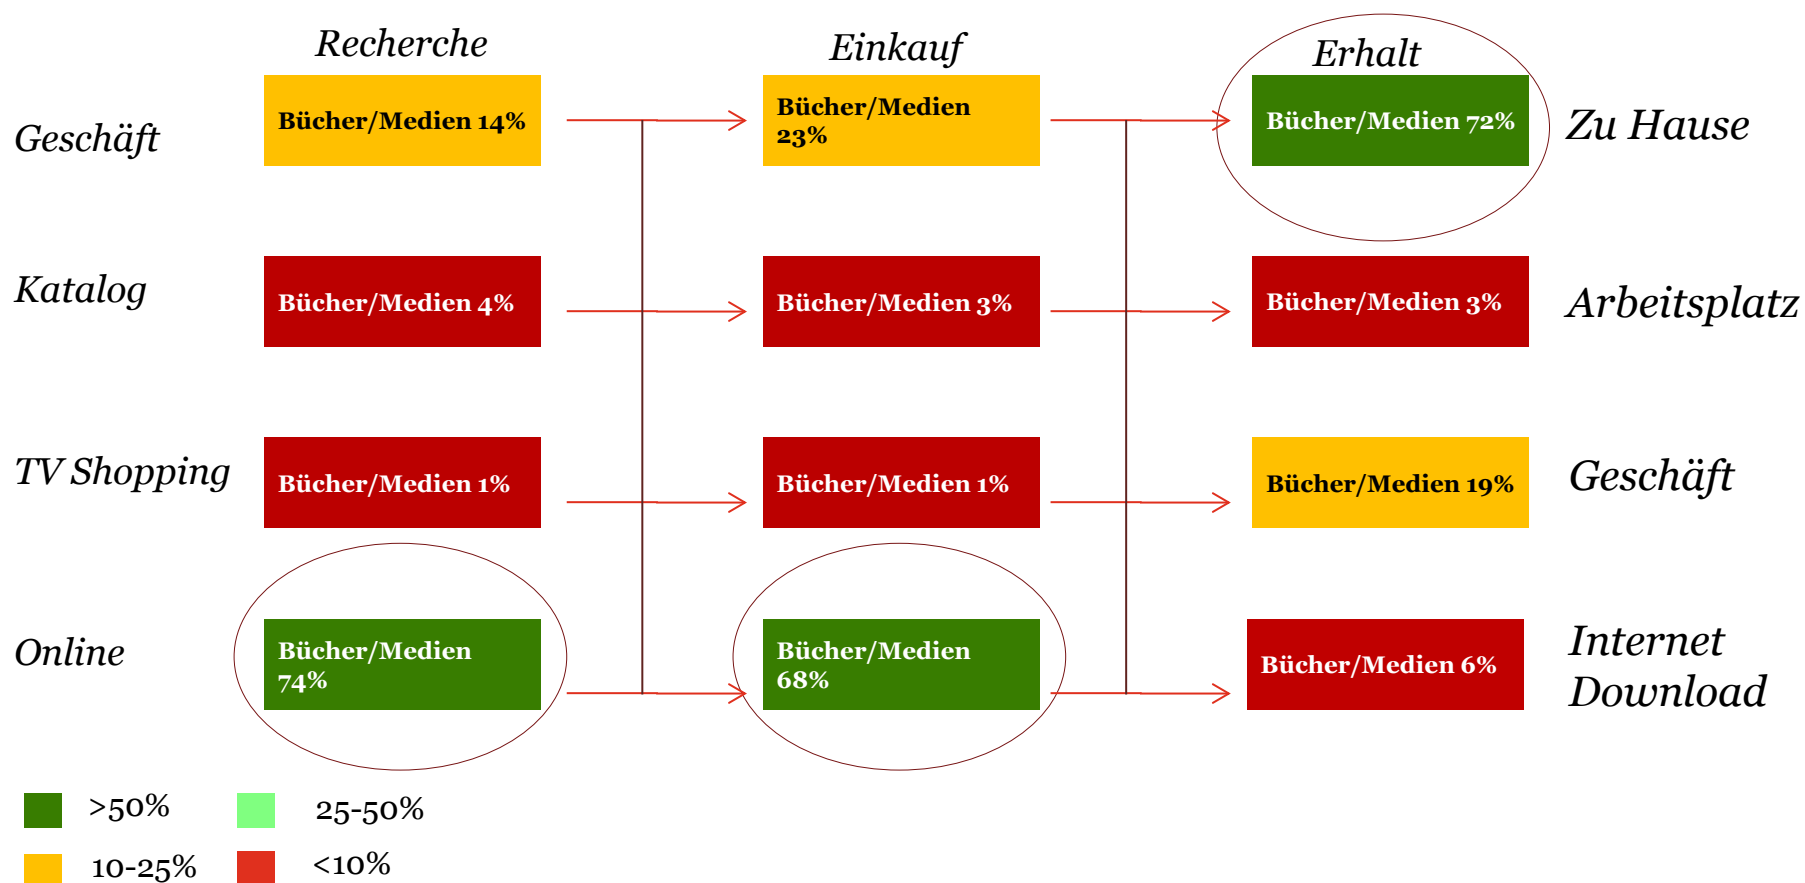 Recherche
Einkauf
Erhalt
Geschäft
Bücher/Medien 14%
Bücher/Medien
23%
Bücher/Medien 72%
Zu Hause
Katalog
Bücher/Medien 4%
Bücher/Medien 3%
Bücher/Medien 3%
Arbeitsplatz
TV Shopping
Bücher/Medien 1%
Bücher/Medien 1%
Bücher/Medien 19%
Geschäft
Online
Bücher/Medien
74%
Bücher/Medien
68%
Bücher/Medien 6%
Internet
Download
>50%
25-50%
10-25%
<10%